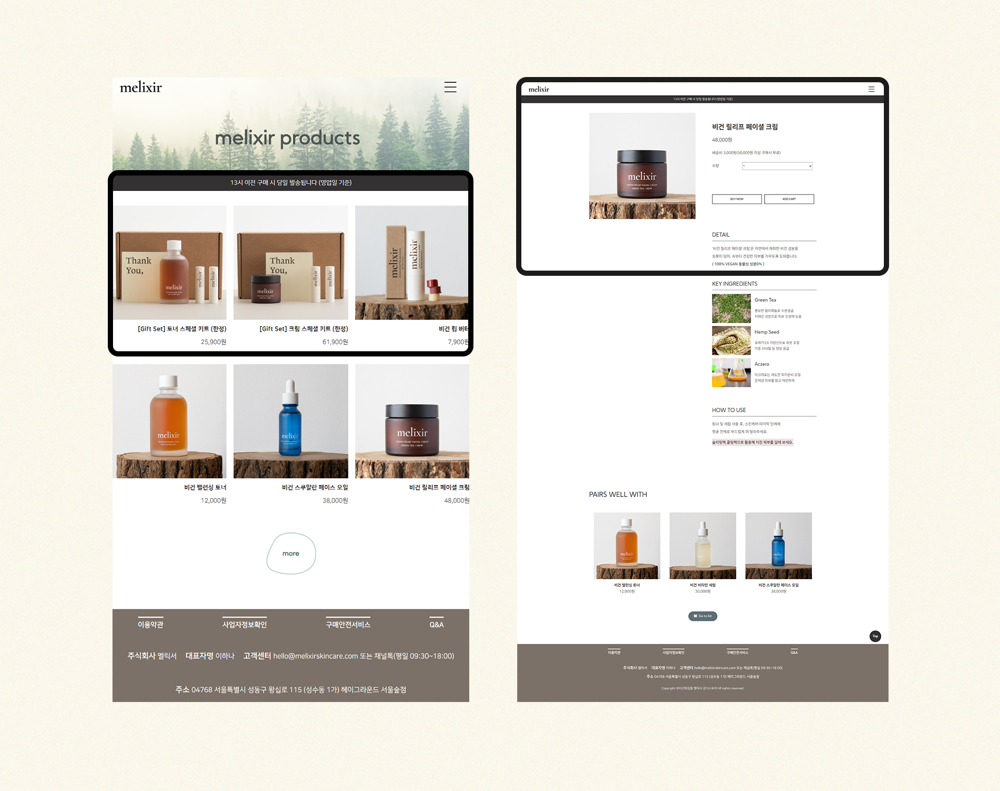 melixir
melixir products
13시 이전 구매 시 당일 발송됩니다 (영업일 기준)
Thank
You,
melixir
melixir
melixir
Thank
You,
melixir
melixir
melixir
melixir
melixir
[Gift Set] 토너 스페셜 키트 (한정)
25,900원
[Gift Set] 크림 스페셜 키트 (한정)
61,900원
비건 립 버터
7,900원
melixir
VEGAN BALANCING TONER
FOR CALMING SKIN
melixir
melixir
VEGAN RELIEF FACIAL CREAM
GREEN TEA + HEMP
비건 밸런싱 토너
12,000원
비건 스쿠알란 페이스 오일
38,000원
비건 릴리프 페이셜 크림
48,000원
more
이용약관
사업자정보확인
구매안전서비스
Q&A
주식회사 멜릭서 대표자명 이하나 고객센터 hello@melixirskincare.com 또는 채널톡(평일 09:30~18:00)
주소 04768 서울특별시 성동구 왕십로 115 (성수동 1가) 헤이그라운드 서울숲점
melixir
13시 이전 구매 시 당일 발송됩니다 (영업일 기준)
melixir
VEGAN RELIEF FACIAL CREAM
GREEN TEA + HEMP
비건 릴리프 페이셜 크림
48,000원
배송비 3,000원(50,000원 이상 구매시 무료)
수량
1
BUY NOW
ADD CART
DETAIL
'비건 릴리프 페이셜 크림'은 자연에서 채취한 비건 성분을
오롯이 담아, 속부터 건강한 피부를 가꾸도록 도와줍니다.
( 100% VEGAN 동물성 성분0% )
KEY INGREDIENTS
Green Tea
풍부한 폴리페놀로 수분공급
카테킨 성분으로 피부 진정에 도움
Hemp Seed
오메가3,6 지방산으로 유분 조절
각종 미네랄 등 영양 공급
Aczero
아크제로는 과도한 피지분비 조절
문제성 피부를 맑고 깨끗하게
HOW TO USE
토너 및 세럼 사용 후, 스킨케어 마지막 단계에
얼굴 전체로 부드럽게 펴 발라주세요.
슬리핑팩,쿨링팩으로 활용해 지친 피부를 달래 보세요.
PAIRS WELL WITH
melixir
melixir
melixir
비건 밸런싱 토너
12,000원
비건 비타민 세럼
30,000원
비건 스쿠알란 페이스 오일
38,000원
Go to list
Top
이용약관
사업자정보확인
구매안전서비스
Q&A
주식회사 멜릭서 대표자명 이하나 고객센터 hello@melixirskincare.com 또는 채널톡(평일 09:30~18:00)
주소 04768 서울특별시 성동구 왕십로 115 (성수동 1가) 헤이그라운드 서울숲점
Copyright ©비건화장품 멜릭서 공식스토어 All rights reserved.